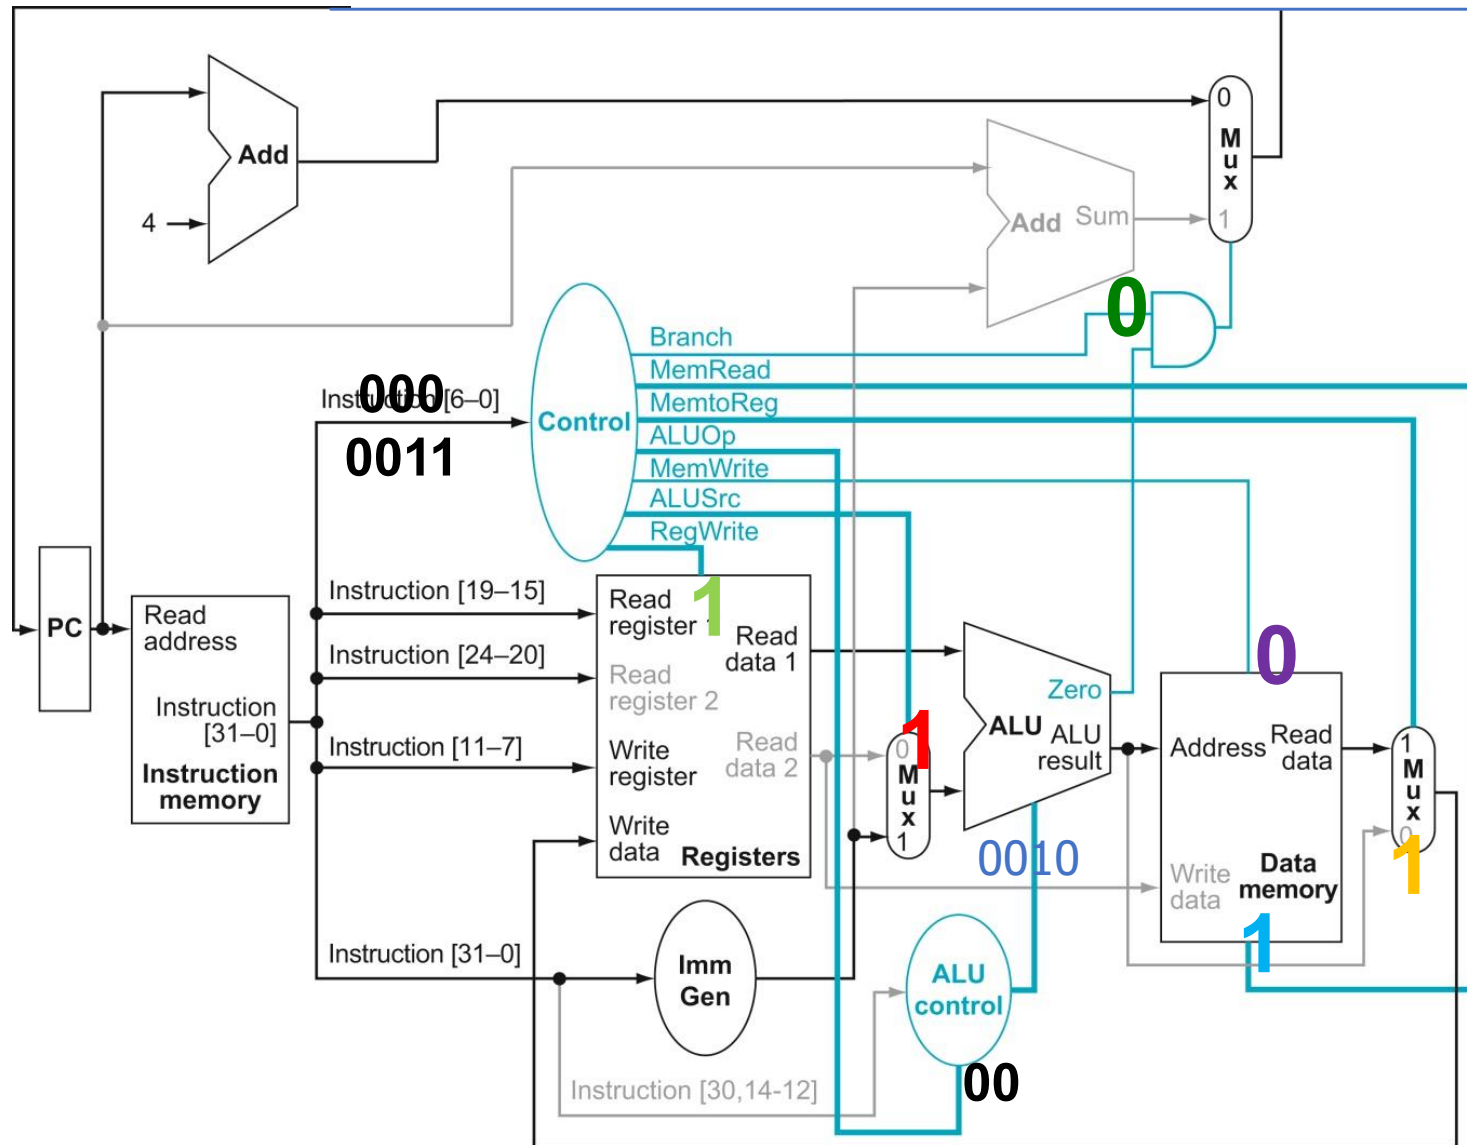 0
M
u
x
1
Add
4
Add Sum
0
Branch
MemRead
MemtoReg
ALUOp
MemWrite
ALUSrc
RegWrite
Control
000
Instruction [6–0]
0011
PC
Read
address
Instruction
[31–0]
Instruction
memory
Instruction [19–15]
Instruction [24–20]
Instruction [11–7]
Instruction [31–0]
1
Read
register 1
Read
data 1
Read
register 2
Write
register
Read
data 2
Write
data
Registers
1
0
M
u
x
1
Zero
ALU
ALU
result
0010
0
Address
Read
data
Write
data
Data
memory
1
1
M
u
x
0
1
Imm
Gen
ALU
control
Instruction [30,14-12]
00